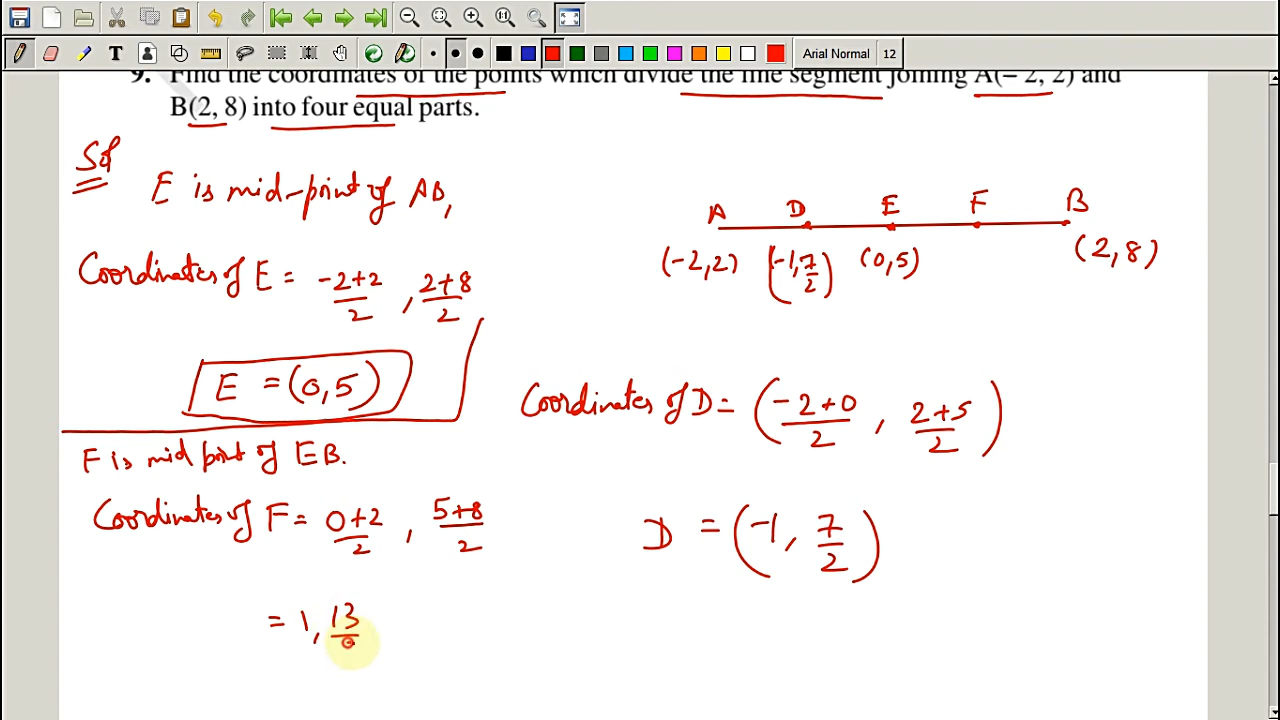 Arial Normal 12
9. Find the coordinates of the points which divide the line segment joining A(– 2, 2) and
B(2, 8) into four equal parts.
Sol
E is mid-point of AB,
Coordinates of E = -2+2/2 , 2+8/2
E = (0,5)
F is mid point of EB.
Coordinates of F = 0+2/2 , 5+8/2
= 1, 13
A D E F B
(-2,2) (-1, 7/2) (0,5) (2,8)
Coordinates of D = (-2+0/2 , 2+5/2)
D = (-1, 7/2)